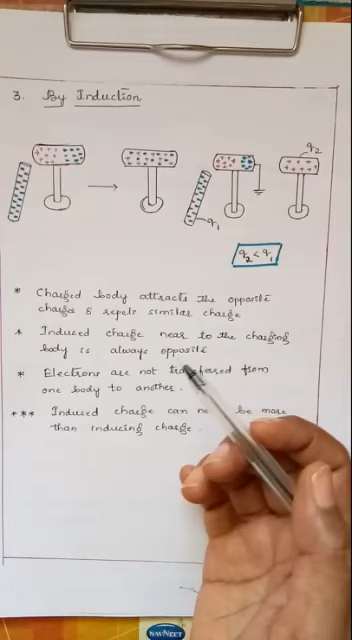 3. By Induction
q2
q1
q2 < q1
* Charged body attracts the opposite
charge & repels similar charge
* Induced charge near to the charging
body is always opposite
* Electrons are not transferred from
one body to another.
*** Induced charge can no be more
than inducing charge.
NAVNEET